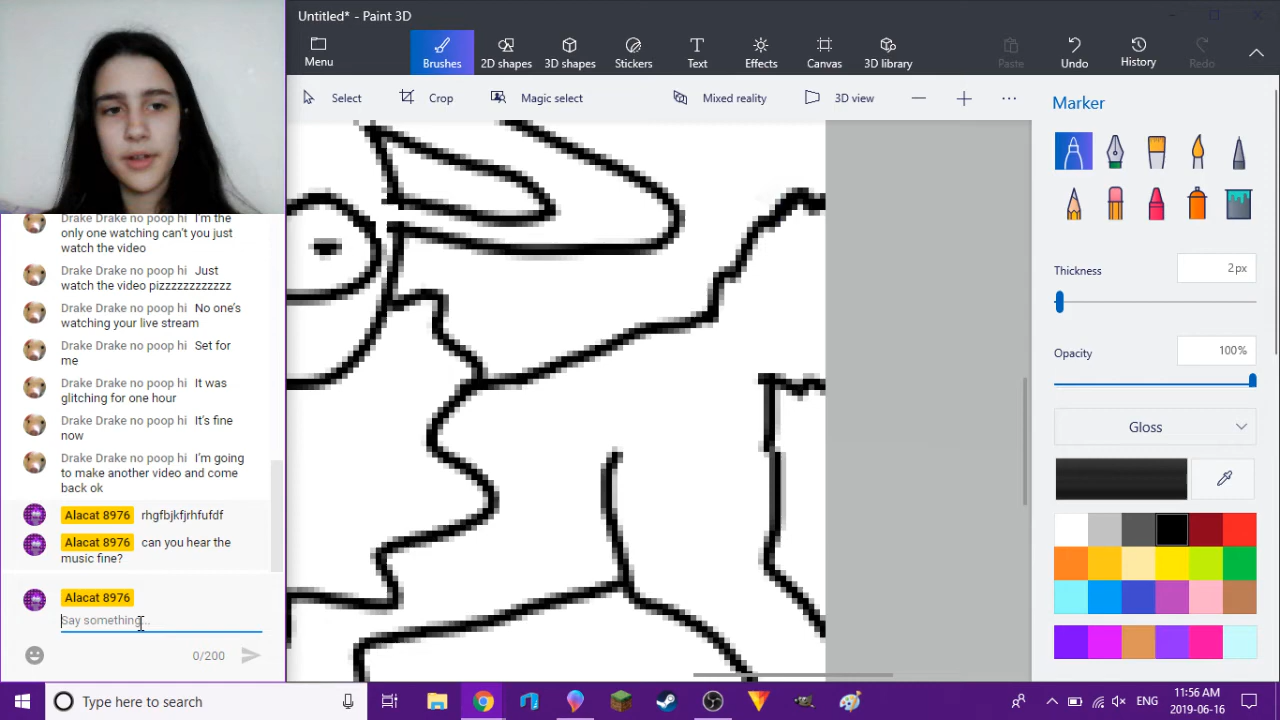 Untitled* - Paint 3D
Menu
Brushes
2D shapes
3D shapes
Stickers
Text
Effects
Canvas
3D library
Paste
Undo
History
Redo
Select
Crop
Magic select
Mixed reality
3D view
Marker
Thickness
2px
Opacity
100%
Gloss
Drake Drake no poop hi I'm the
only one watching can't you just
watch the video
Drake Drake no poop hi Just
watch the video pizzzzzzzzzzzz
Drake Drake no poop hi No one's
watching your live stream
Drake Drake no poop hi Set for
me
Drake Drake no poop hi It was
glitching for one hour
Drake Drake no poop hi It's fine
now
Drake Drake no poop hi I'm going
to make another video and come
back ok
Alacat 8976 rhgfbjkfjrhfufdf
Alacat 8976 can you hear the
music fine?
Alacat 8976
Say something...
0/200
Type here to search
ENG
11:56 AM
2019-06-16